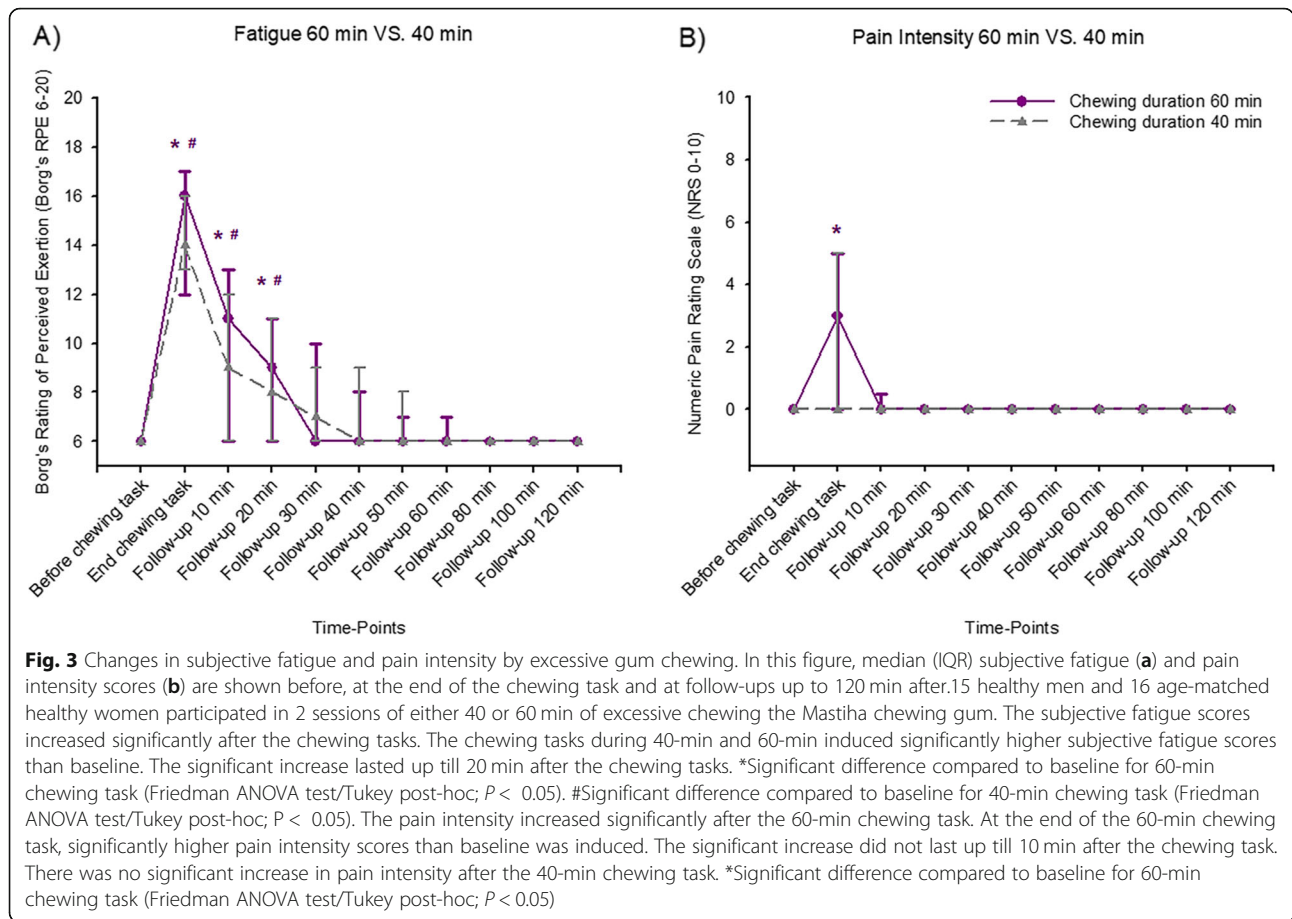 A)
Fatigue 60 min VS. 40 min
Borg's Rating of Perceived Exertion (Borg's RPE 6-20)
20
18
16
14
12
10
8
6
* #
* #
* #
Before chewing task
End chewing task
Follow-up 10 min
Follow-up 20 min
Follow-up 30 min
Follow-up 40 min
Follow-up 50 min
Follow-up 60 min
Follow-up 80 min
Follow-up 100 min
Follow-up 120 min
Time-Points
B)
Pain Intensity 60 min VS. 40 min
Numeric Pain Rating Scale (NRS 0-10)
10
8
6
4
2
0
Chewing duration 60 min
Chewing duration 40 min
*
Before chewing task
End chewing task
Follow-up 10 min
Follow-up 20 min
Follow-up 30 min
Follow-up 40 min
Follow-up 50 min
Follow-up 60 min
Follow-up 80 min
Follow-up 100 min
Follow-up 120 min
Time-Points
Fig. 3 Changes in subjective fatigue and pain intensity by excessive gum chewing. In this figure, median (IQR) subjective fatigue (a) and pain
intensity scores (b) are shown before, at the end of the chewing task and at follow-ups up to 120 min after.15 healthy men and 16 age-matched
healthy women participated in 2 sessions of either 40 or 60 min of excessive chewing the Mastiha chewing gum. The subjective fatigue scores
increased significantly after the chewing tasks. The chewing tasks during 40-min and 60-min induced significantly higher subjective fatigue scores
than baseline. The significant increase lasted up till 20 min after the chewing tasks. *Significant difference compared to baseline for 60-min
chewing task (Friedman ANOVA test/Tukey post-hoc; P < 0.05). #Significant difference compared to baseline for 40-min chewing task (Friedman
ANOVA test/Tukey post-hoc; P < 0.05). The pain intensity increased significantly after the 60-min chewing task. At the end of the 60-min chewing
task, significantly higher pain intensity scores than baseline was induced. The significant increase did not last up till 10 min after the chewing task.
There was no significant increase in pain intensity after the 40-min chewing task. *Significant difference compared to baseline for 60-min
chewing task (Friedman ANOVA test/Tukey post-hoc; P < 0.05)